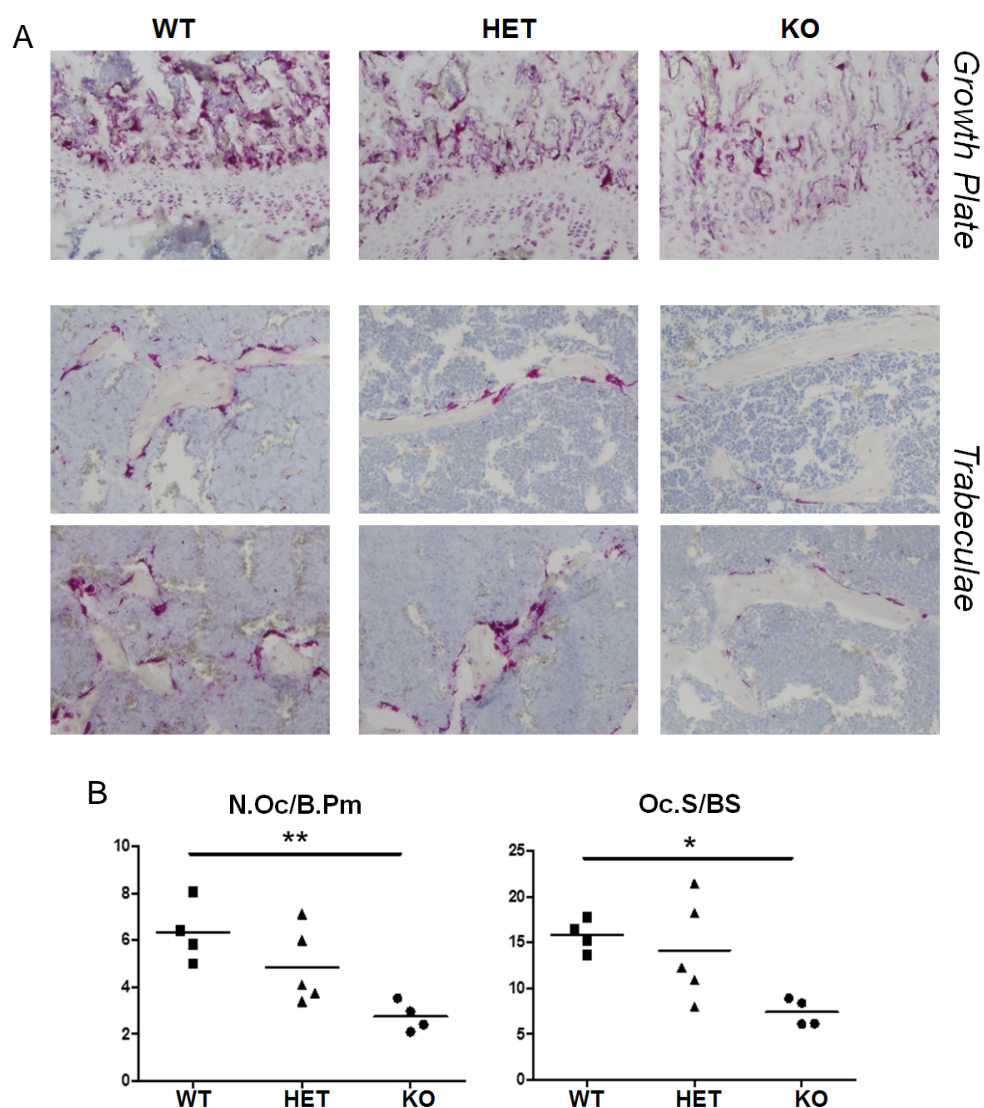 A
WT HET KO
Growth Plate
Trabeculae
B
N.Oc/B.Pm
**
10
8
6
4
2
0
WT HET KO
Oc.S/BS
*
25
20
15
10
5
0
WT HET KO